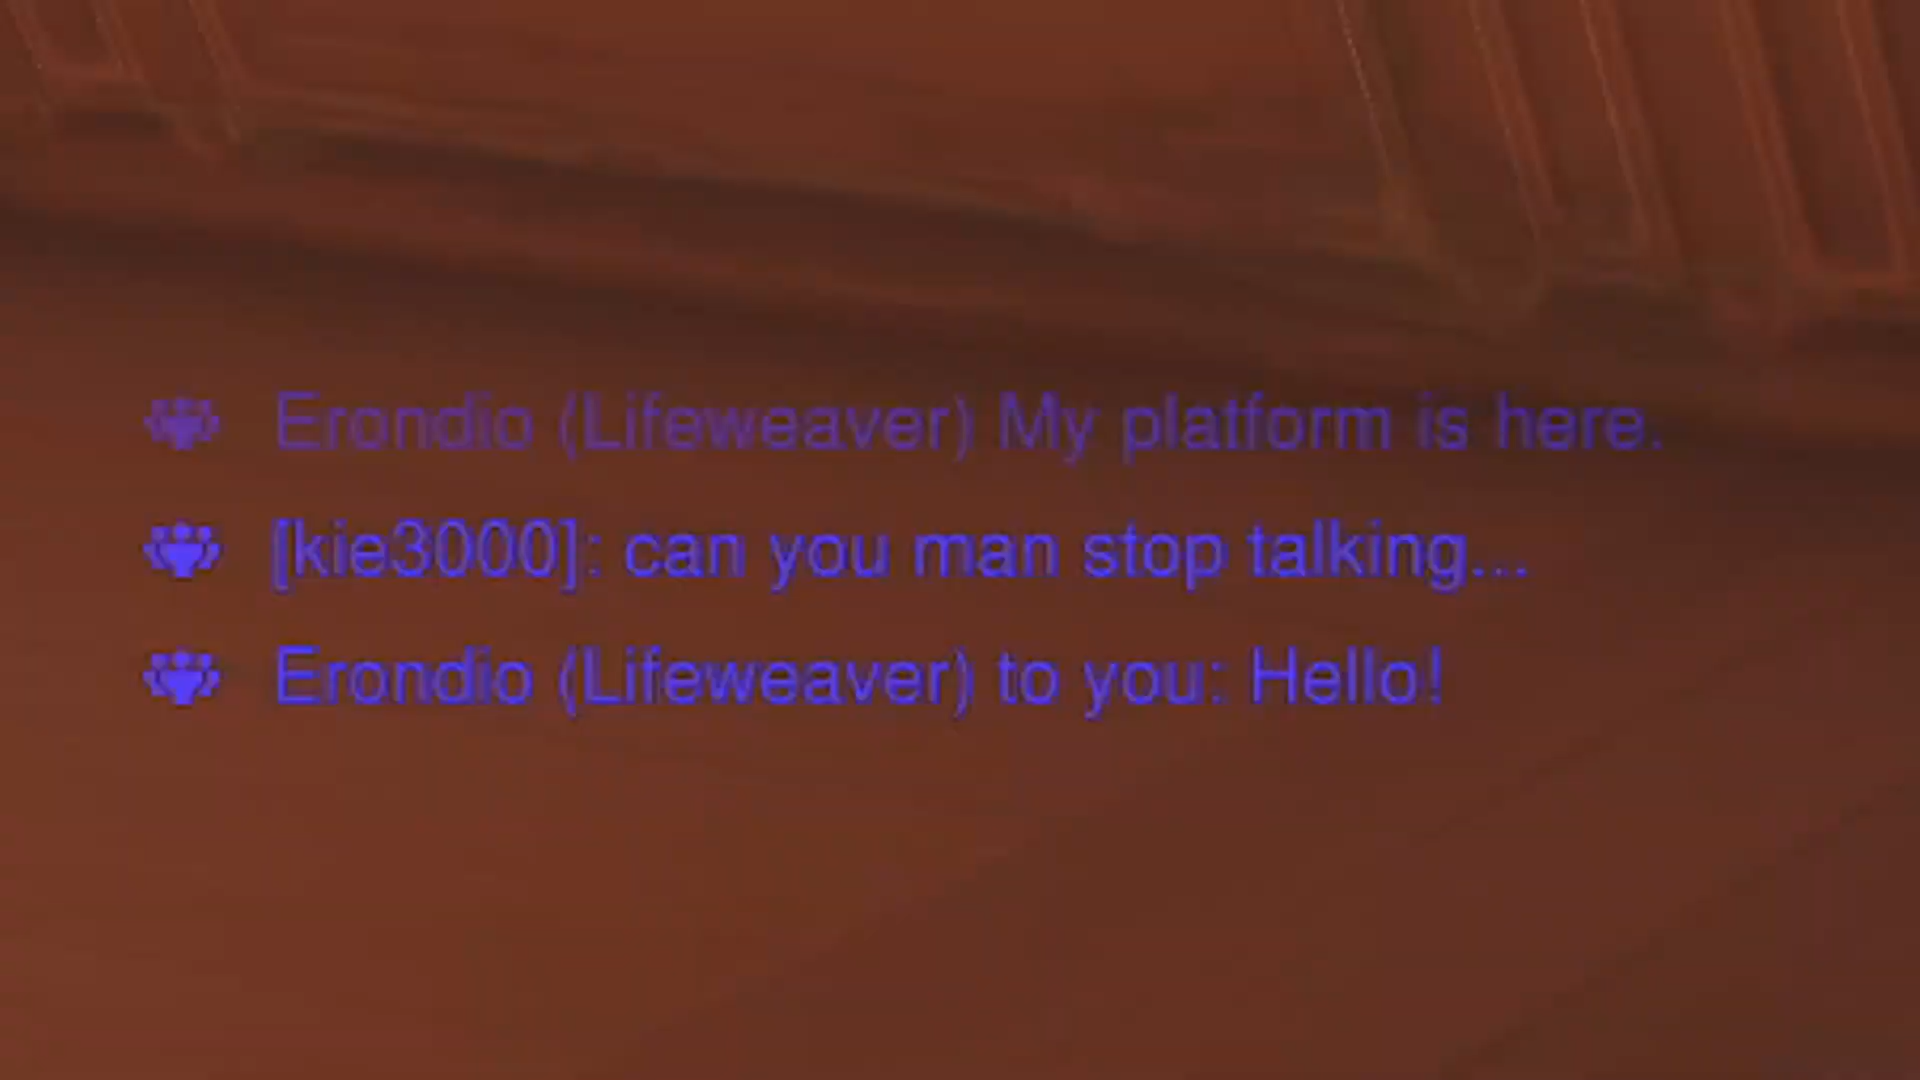 Erondio (Lifeweaver) My platform is here.
[kie3000]: can you man stop talking...
Erondio (Lifeweaver) to you: Hello!